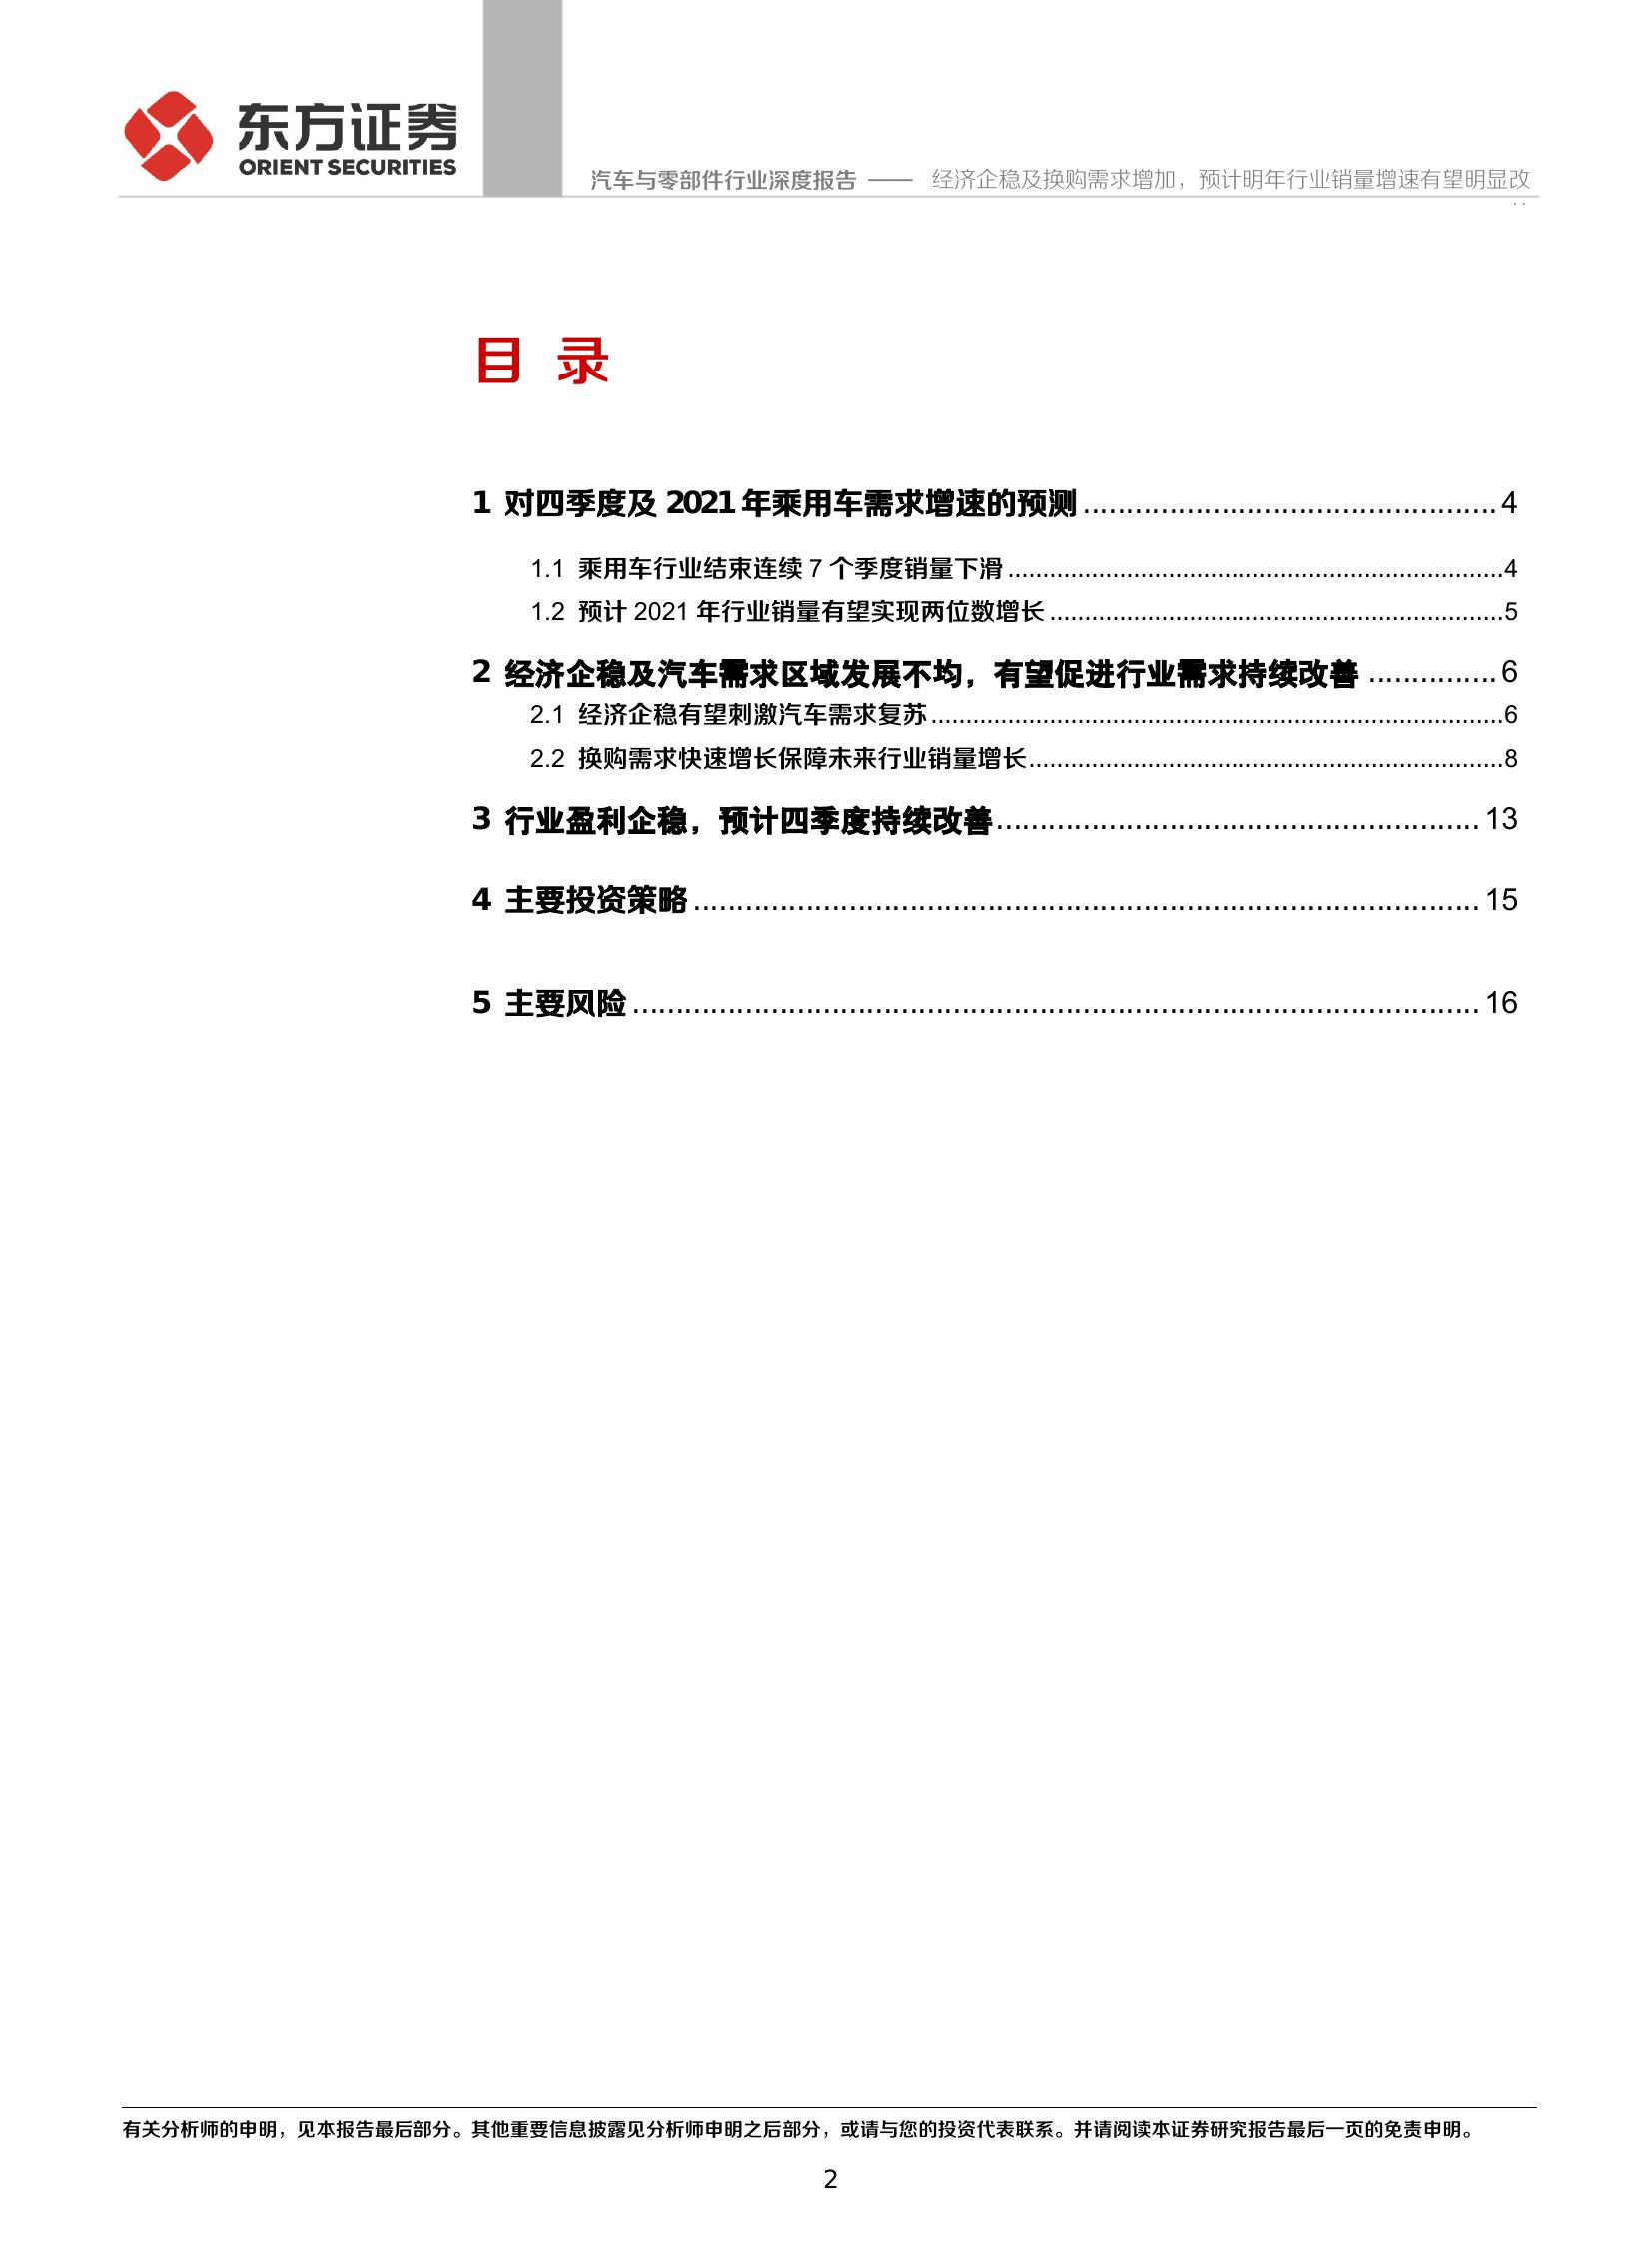 东方证券
ORIENT SECURITIES
汽车与零部件行业深度报告 —— 经济企稳及换购需求增加，预计明年行业销量增速有望明显改
目 录
1 对四季度及 2021 年乘用车需求增速的预测................................................4
1.1 乘用车行业结束连续 7 个季度销量下滑.......................................................................4
1.2 预计 2021 年行业销量有望实现两位数增长.................................................................5
2 经济企稳及汽车需求区域发展不均，有望促进行业需求持续改善...............6
2.1 经济企稳有望刺激汽车需求复苏..................................................................................6
2.2 换购需求快速增长保障未来行业销量增长....................................................................8
3 行业盈利企稳，预计四季度持续改善........................................................13
4 主要投资策略...........................................................................................15
5 主要风险..................................................................................................16
有关分析师的申明，见本报告最后部分。其他重要信息披露见分析师申明之后部分，或请与您的投资代表联系。并请阅读本证券研究报告最后一页的免责申明。
2